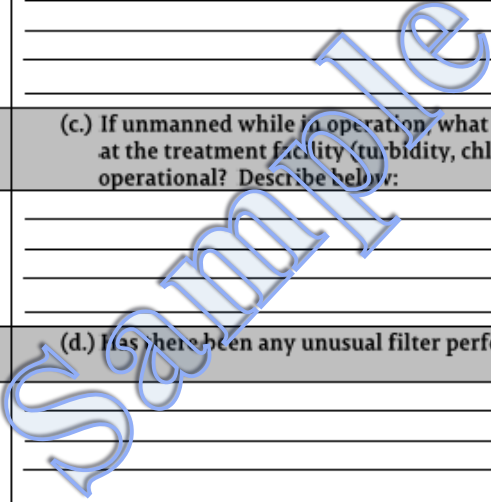 (c.) If unmanned while in operation, what
at the treatment facility (turbidity, chl
operational? Describe below:
(d.) Has there been any unusual filter perf
Sample